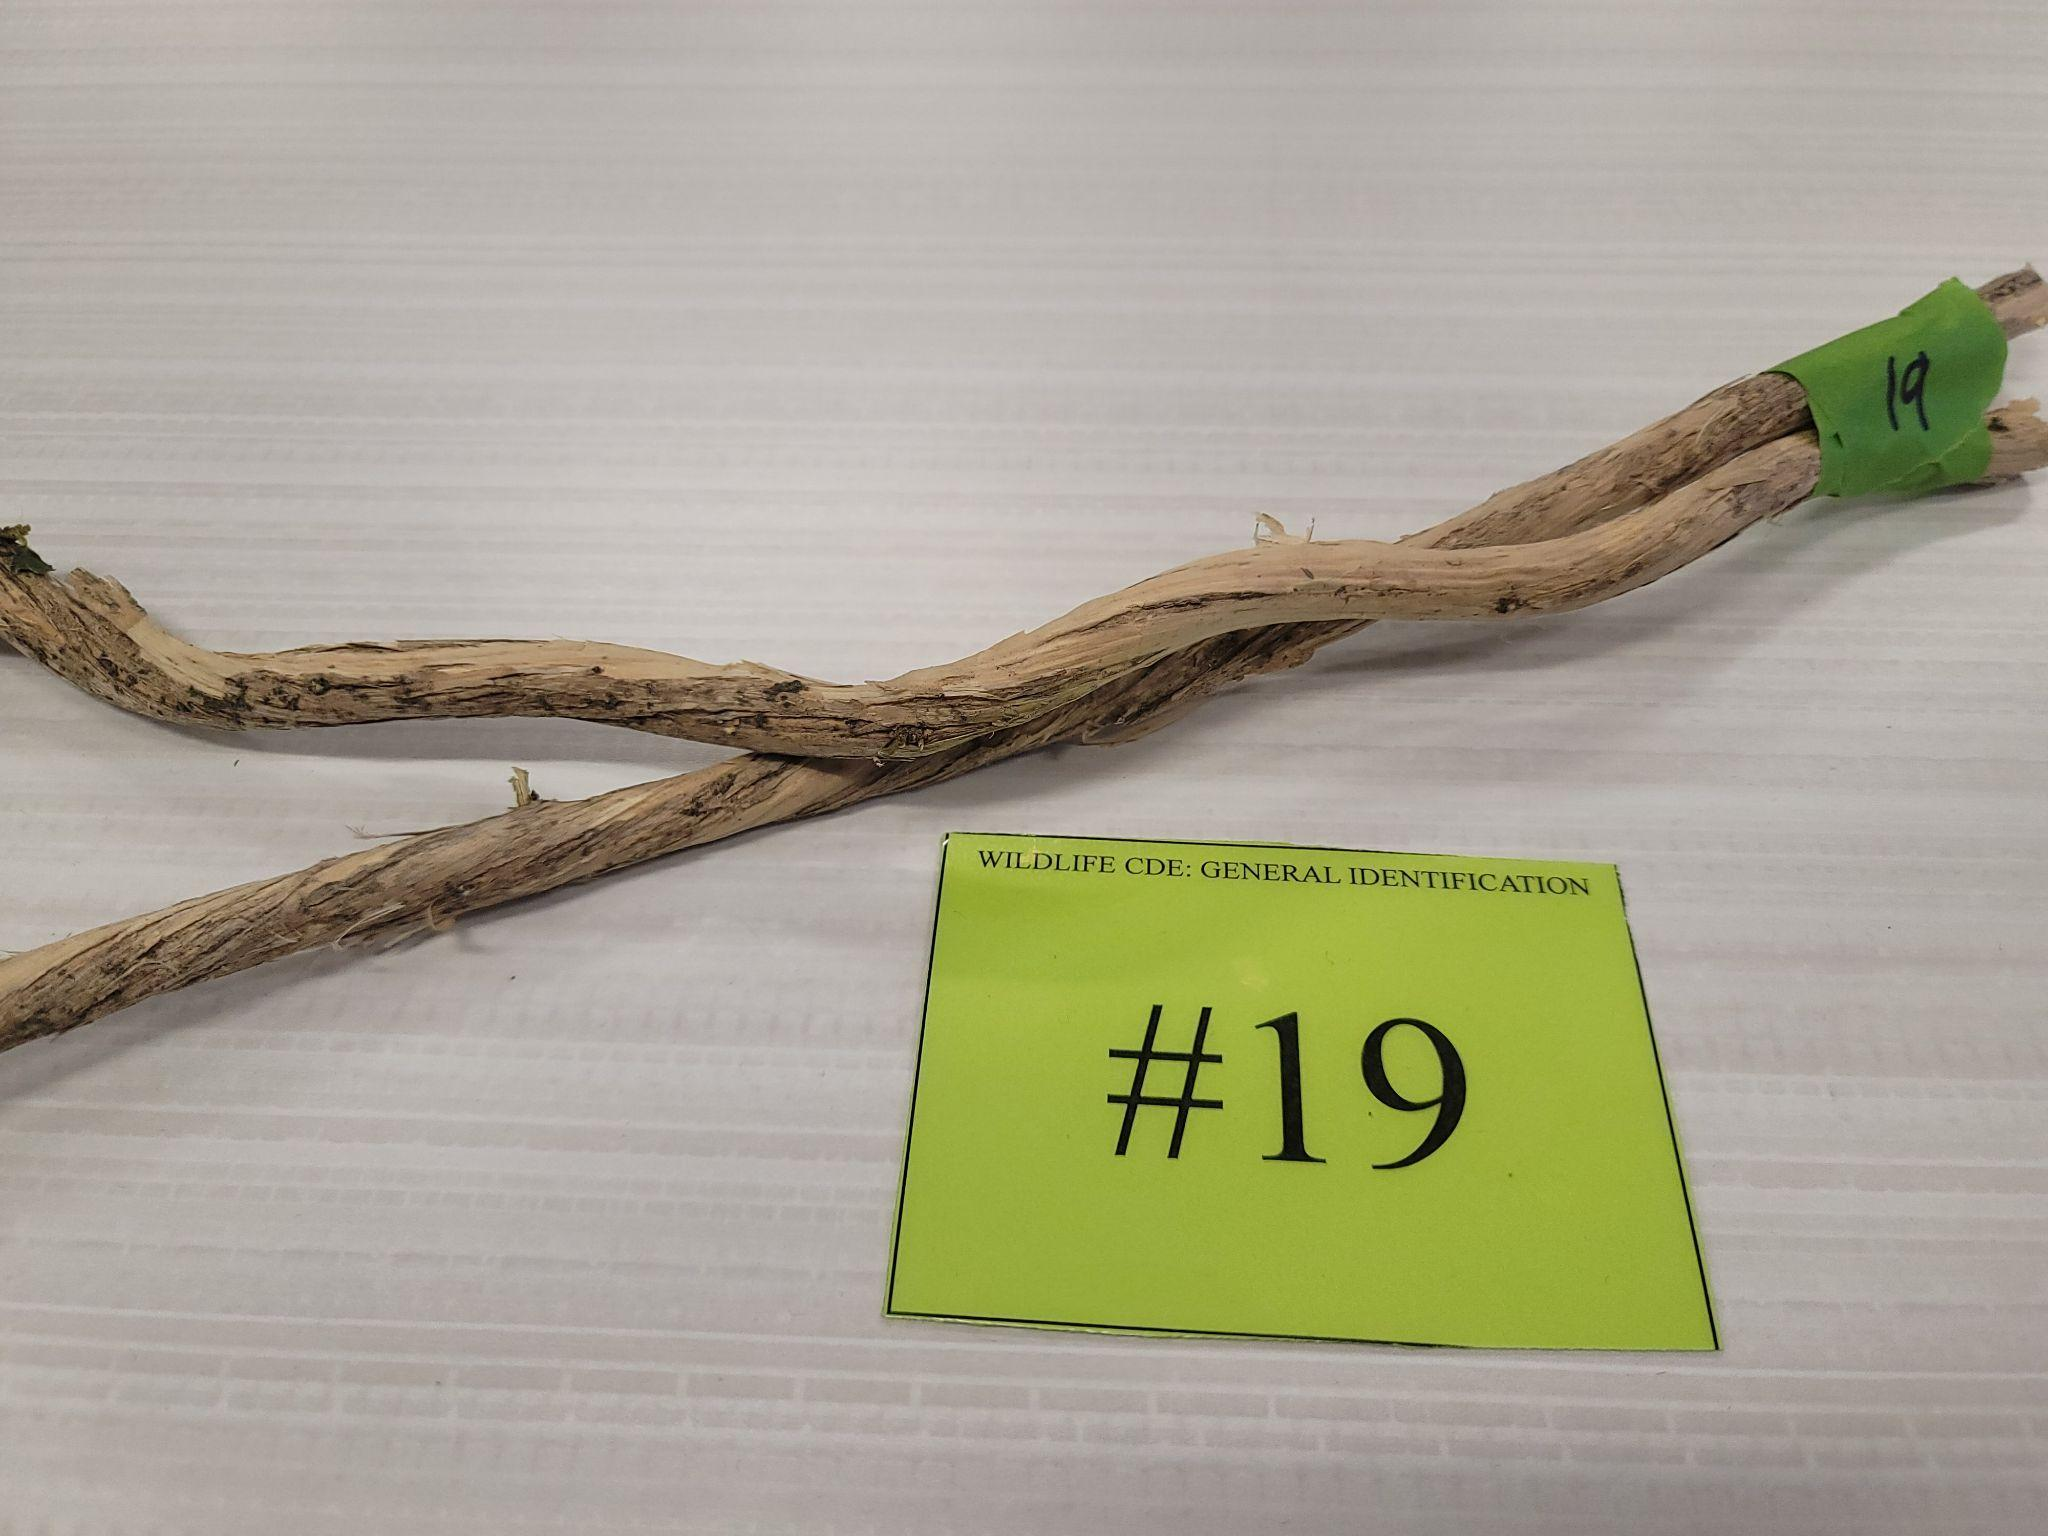 19
WILDLIFE CDE: GENERAL IDENTIFICATION
#19